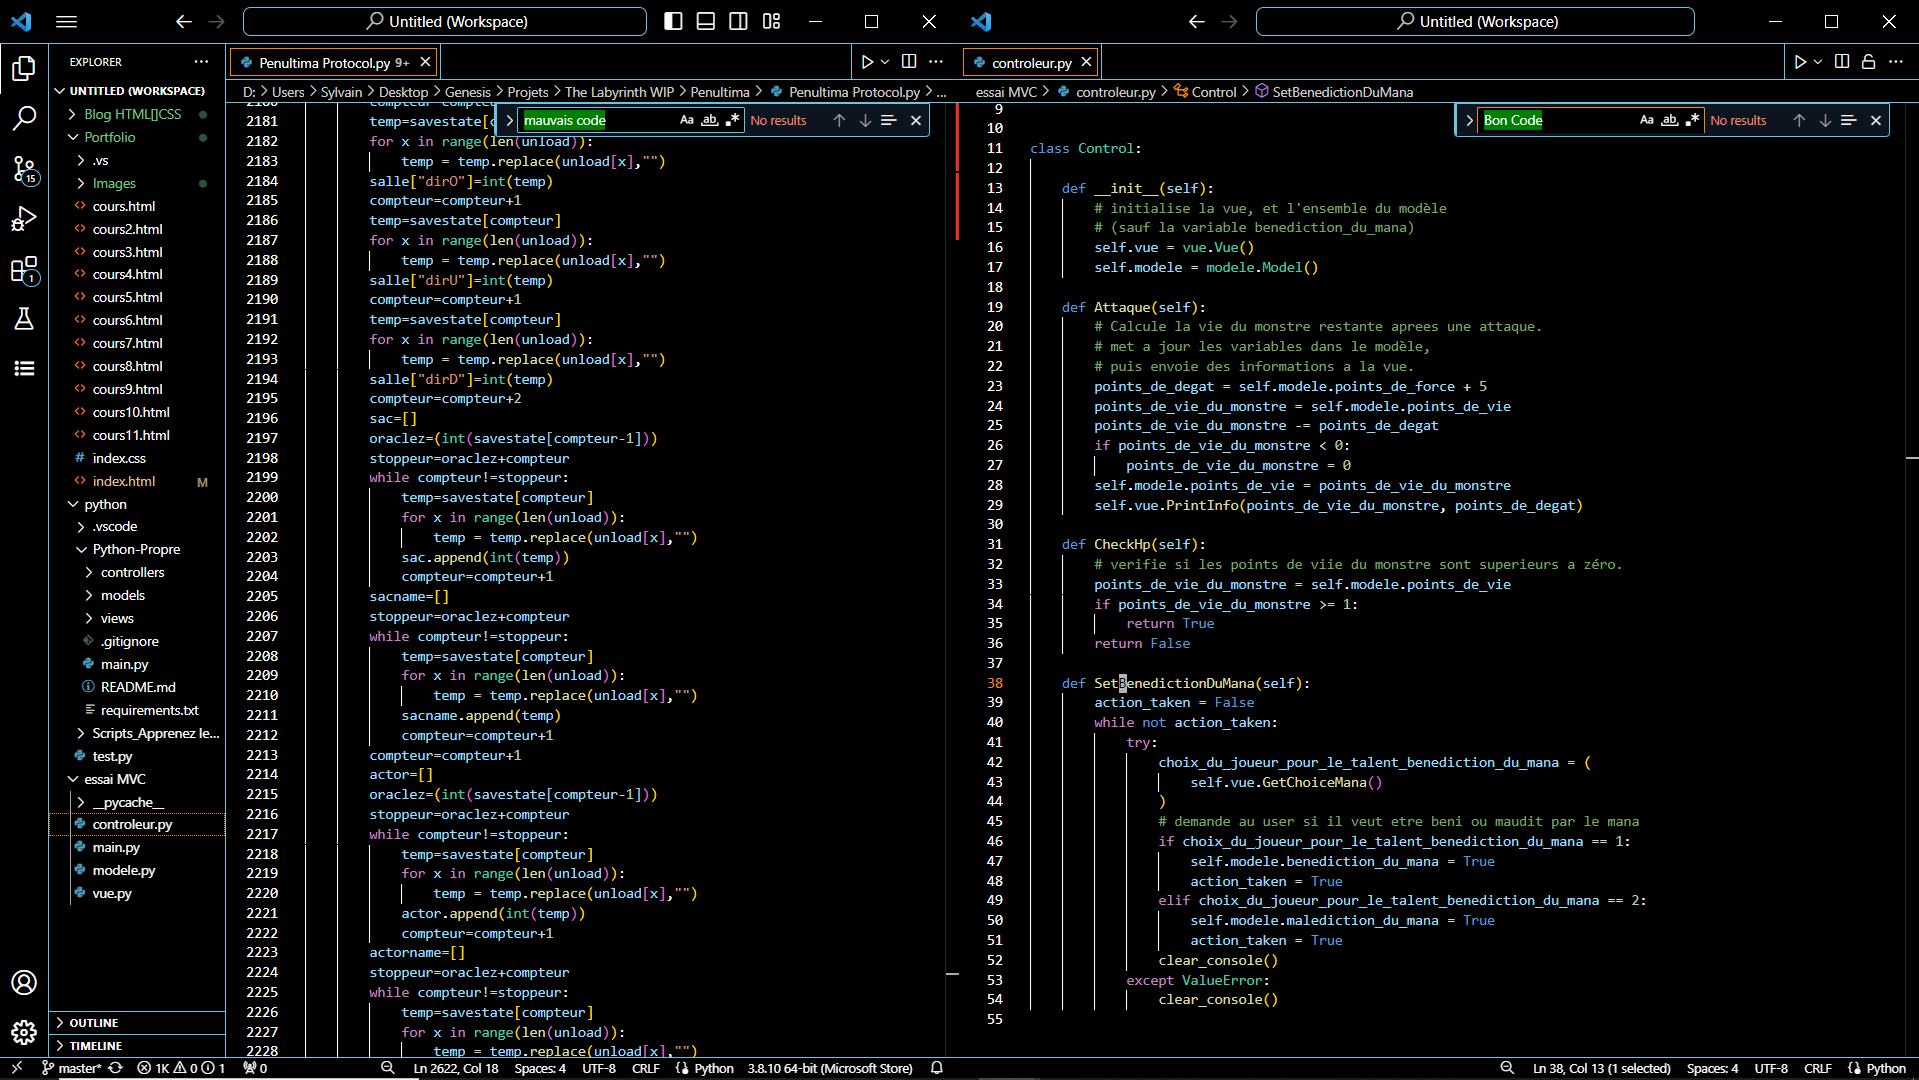 Untitled (Workspace)
Untitled (Workspace)
EXPLORER
UNTITLED (WORKSPACE)
Blog HTML[]CSS
Portfolio
.vs
Images
cours.html
cours2.html
cours3.html
cours4.html
cours5.html
cours6.html
cours7.html
cours8.html
cours9.html
cours10.html
cours11.html
# index.css
index.html M
python
.vscode
Python-Propre
controllers
models
views
.gitignore
main.py
README.md
requirements.txt
Scripts_Apprenez le...
test.py
essai MVC
__pycache__
controleur.py
main.py
modele.py
vue.py
OUTLINE
TIMELINE
15
1
Penultima Protocol.py 9+
D: > Users > Sylvain > Desktop > Genesis > Projets > The Labyrinth WIP > Penultima > Penultima Protocol.py > ...
mauvais code Aa ab .* No results
2181 temp=savestate[c
2182 for x in range(len(unload)):
2183 temp = temp.replace(unload[x],"")
2184 salle["dirO"]=int(temp)
2185 compteur=compteur+1
2186 temp=savestate[compteur]
2187 for x in range(len(unload)):
2188 temp = temp.replace(unload[x],"")
2189 salle["dirU"]=int(temp)
2190 compteur=compteur+1
2191 temp=savestate[compteur]
2192 for x in range(len(unload)):
2193 temp = temp.replace(unload[x],"")
2194 salle["dirD"]=int(temp)
2195 compteur=compteur+2
2196 sac=[]
2197 oraclez=(int(savestate[compteur-1]))
2198 stoppeur=oraclez+compteur
2199 while compteur!=stoppeur:
2200 temp=savestate[compteur]
2201 for x in range(len(unload)):
2202 temp = temp.replace(unload[x],"")
2203 sac.append(int(temp))
2204 compteur=compteur+1
2205 sacname=[]
2206 stoppeur=oraclez+compteur
2207 while compteur!=stoppeur:
2208 temp=savestate[compteur]
2209 for x in range(len(unload)):
2210 temp = temp.replace(unload[x],"")
2211 sacname.append(temp)
2212 compteur=compteur+1
2213 compteur=compteur+1
2214 actor=[]
2215 oraclez=(int(savestate[compteur-1]))
2216 stoppeur=oraclez+compteur
2217 while compteur!=stoppeur:
2218 temp=savestate[compteur]
2219 for x in range(len(unload)):
2220 temp = temp.replace(unload[x],"")
2221 actor.append(int(temp))
2222 compteur=compteur+1
2223 actorname=[]
2224 stoppeur=oraclez+compteur
2225 while compteur!=stoppeur:
2226 temp=savestate[compteur]
2227 for x in range(len(unload)):
2228 temp = temp.replace(unload[x],"")
controleur.py
essai MVC > controleur.py > Control > SetBenedictionDuMana
Bon Code Aa ab .* No results
9
10
11 class Control:
12
13 def __init__(self):
14 # initialise la vue, et l'ensemble du modèle
15 # (sauf la variable benediction_du_mana)
16 self.vue = vue.Vue()
17 self.modele = modele.Model()
18
19 def Attaque(self):
20 # Calcule la vie du monstre restante aprees une attaque.
21 # met a jour les variables dans le modèle,
22 # puis envoie des informations a la vue.
23 points_de_degat = self.modele.points_de_force + 5
24 points_de_vie_du_monstre = self.modele.points_de_vie
25 points_de_vie_du_monstre -= points_de_degat
26 if points_de_vie_du_monstre < 0:
27 points_de_vie_du_monstre = 0
28 self.modele.points_de_vie = points_de_vie_du_monstre
29 self.vue.PrintInfo(points_de_vie_du_monstre, points_de_degat)
30
31 def CheckHp(self):
32 # verifie si les points de viie du monstre sont superieurs a zéro.
33 points_de_vie_du_monstre = self.modele.points_de_vie
34 if points_de_vie_du_monstre >= 1:
35 return True
36 return False
37
38 def SetBenedictionDuMana(self):
39 action_taken = False
40 while not action_taken:
41 try:
42 choix_du_joueur_pour_le_talent_benediction_du_mana = (
43 self.vue.GetChoiceMana()
44 )
45 # demande au user si il veut etre beni ou maudit par le mana
46 if choix_du_joueur_pour_le_talent_benediction_du_mana == 1:
47 self.modele.benediction_du_mana = True
48 action_taken = True
49 elif choix_du_joueur_pour_le_talent_benediction_du_mana == 2:
50 self.modele.malediction_du_mana = True
51 action_taken = True
52 clear_console()
53 except ValueError:
54 clear_console()
55
master* 1K 0 1 0 Ln 2622, Col 18 Spaces: 4 UTF-8 CRLF Python 3.8.10 64-bit (Microsoft Store)
Ln 38, Col 13 (1 selected) Spaces: 4 UTF-8 CRLF Python